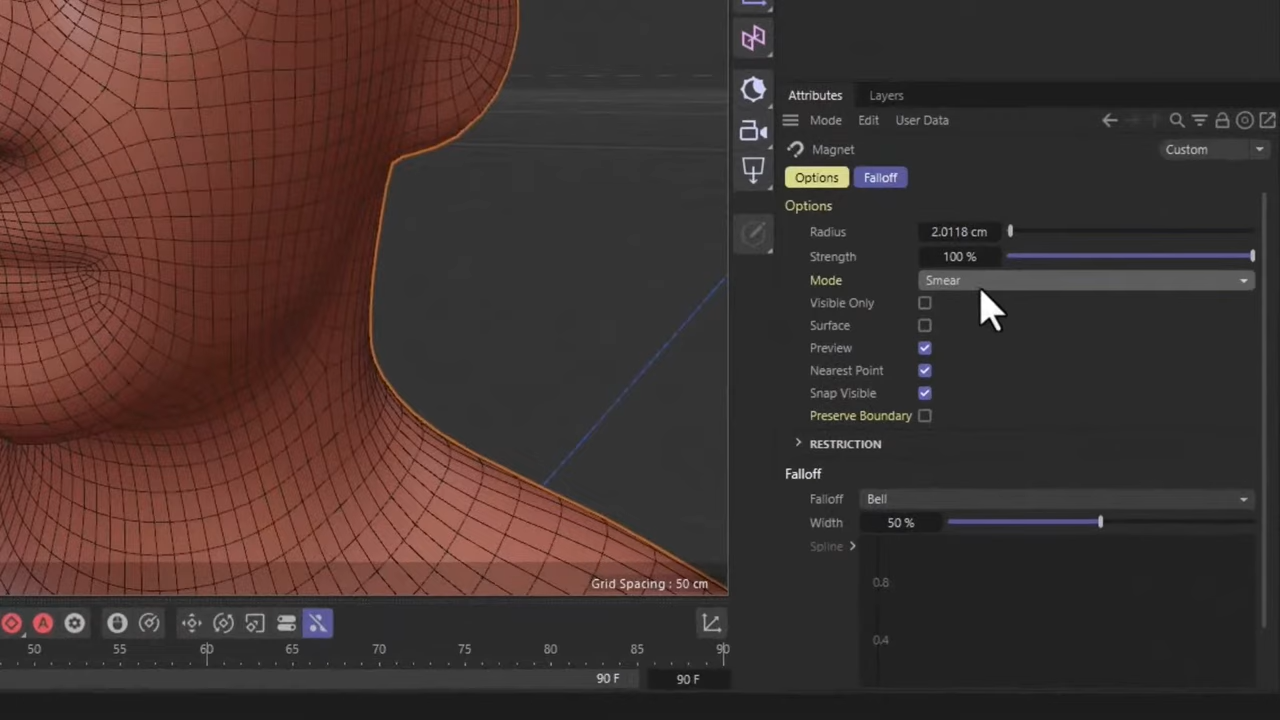 Attributes Layers
Mode Edit User Data
Magnet Custom
Options Falloff
Options
Radius 2.0118 cm
Strength 100 %
Mode Smear
Visible Only
Surface
Preview
Nearest Point
Snap Visible
Preserve Boundary
RESTRICTION
Falloff
Falloff Bell
Width 50 %
Spline
0.8
0.4
Grid Spacing : 50 cm
A
50 55 60 65 70 75 80 85 90
90 F 90 F